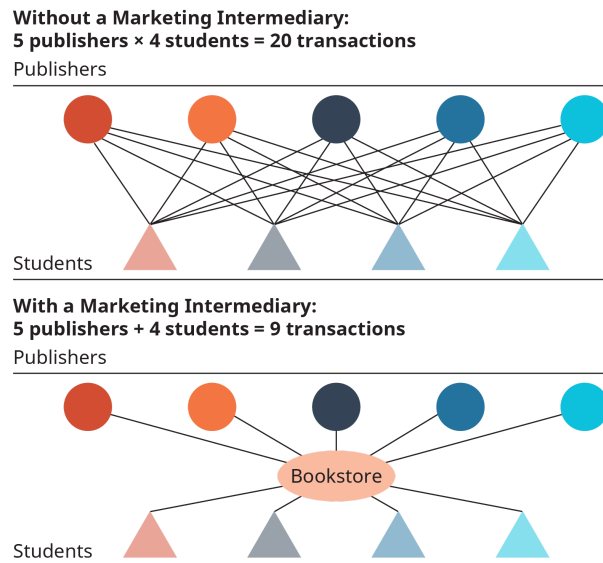 Without a Marketing Intermediary:
5 publishers × 4 students = 20 transactions
Publishers
Students
With a Marketing Intermediary:
5 publishers + 4 students = 9 transactions
Publishers
Bookstore
Students